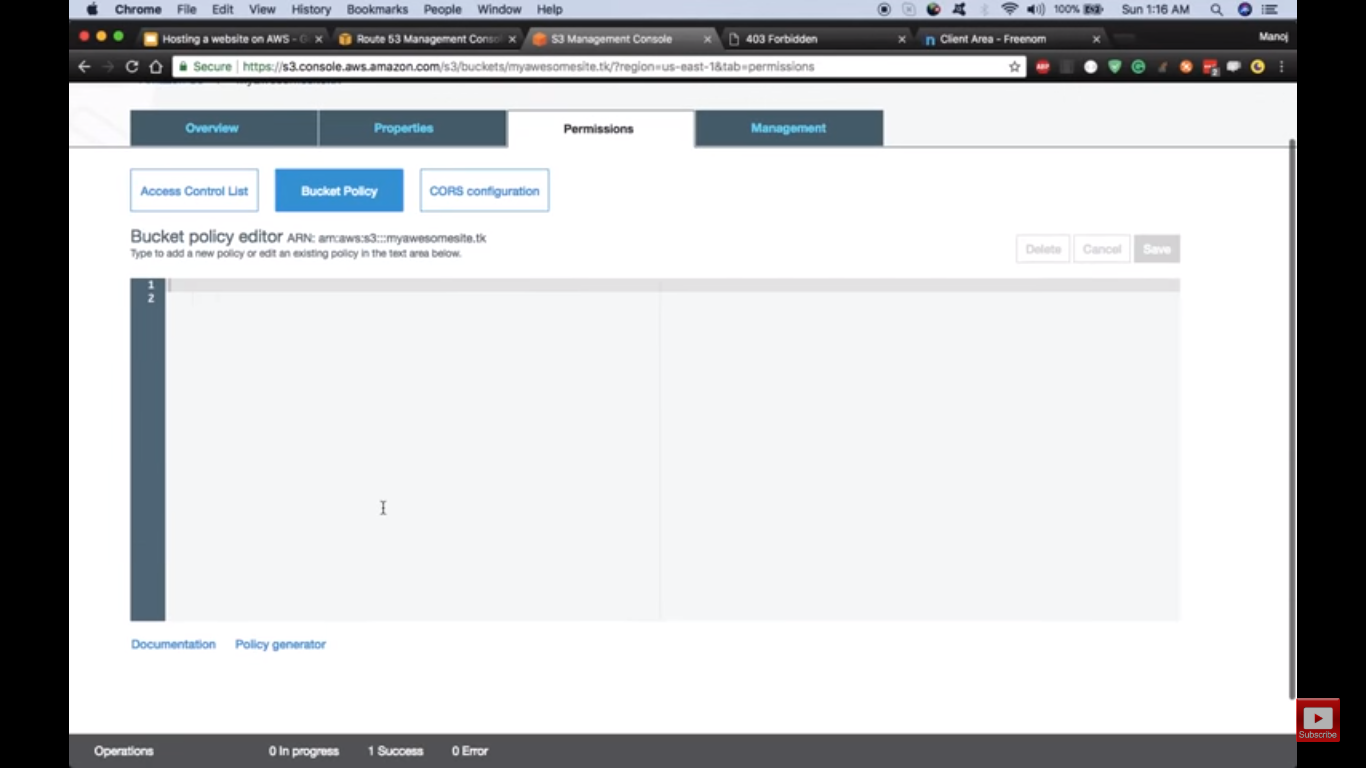 Chrome File Edit View History Bookmarks People Window Help 100% Sun 1:16 AM
Hosting a website on AWS - G Route 53 Management Conso S3 Management Console 403 Forbidden Client Area - Freenom Manoj
Secure https://s3.console.aws.amazon.com/s3/buckets/myawesomesite.tk/?region=us-east-1&tab=permissions
Overview Properties Permissions Management
Access Control List Bucket Policy CORS configuration
Bucket policy editor ARN: arn:aws:s3:::myawesomesite.tk
Type to add a new policy or edit an existing policy in the text area below.
Delete Cancel Save
1
2
Documentation Policy generator
Operations 0 In progress 1 Success 0 Error
Subscribe